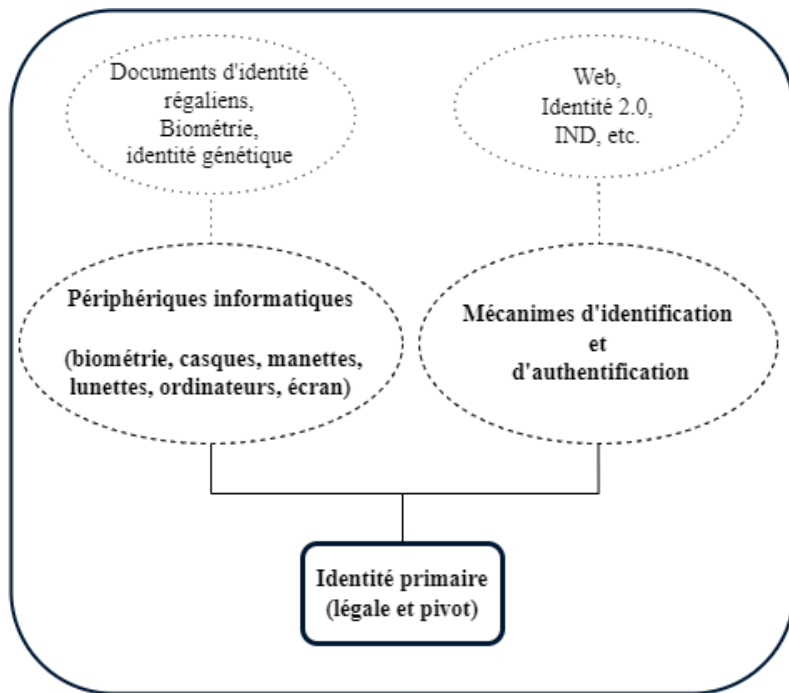 Documents d'identité
régaliens,
Biométrie,
identité génétique
Web,
Identité 2.0,
IND, etc.
Périphériques informatiques
(biométrie, casques, manettes,
lunettes, ordinateurs, écran)
Mécanimes d'identification
et
d'authentification
Identité primaire
(légale et pivot)